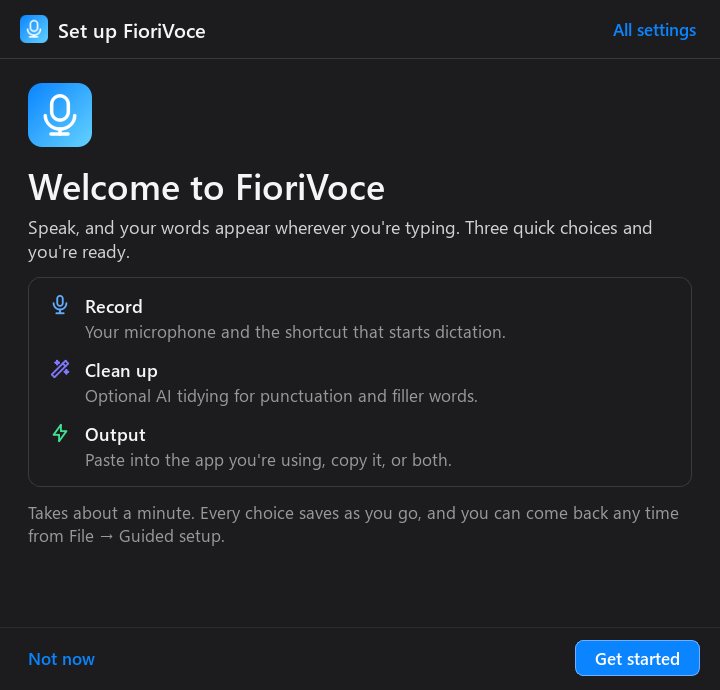 Set up FioriVoce
All settings
Welcome to FioriVoce
Speak, and your words appear wherever you're typing. Three quick choices and
you're ready.
Record
Your microphone and the shortcut that starts dictation.
Clean up
Optional AI tidying for punctuation and filler words.
Output
Paste into the app you're using, copy it, or both.
Takes about a minute. Every choice saves as you go, and you can come back any time
from File → Guided setup.
Not now
Get started